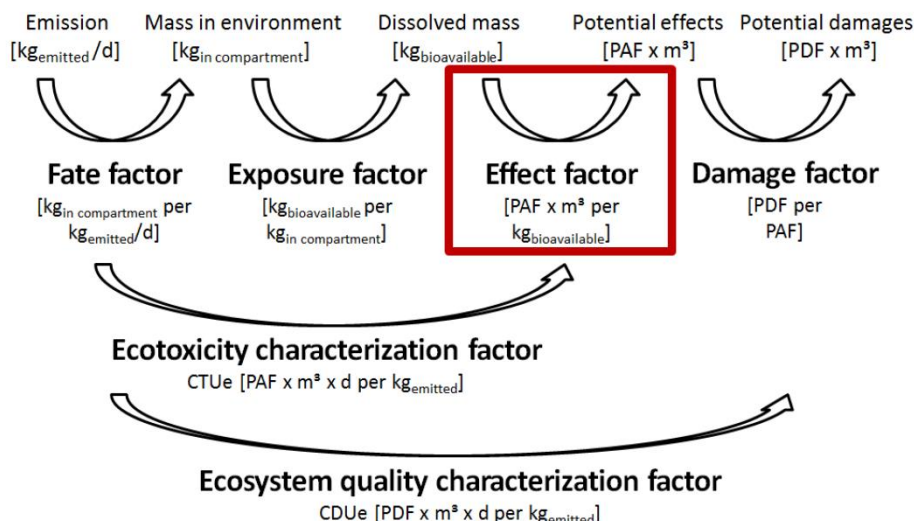 Emission Mass in environment Dissolved mass Potential effects Potential damages
[kgemitted/d] [kgin compartment] [kgbioavailable] [PAF x m³] [PDF x m³]
Fate factor Exposure factor Effect factor Damage factor
[kgin compartment per [kgbioavailable per [PAF x m³ per [PDF per
kgemitted/d] kgin compartment] kgbioavailable] PAF]
Ecotoxicity characterization factor
CTUe [PAF x m³ x d per kgemitted]
Ecosystem quality characterization factor
CDUe [PDF x m³ x d per kgemitted]